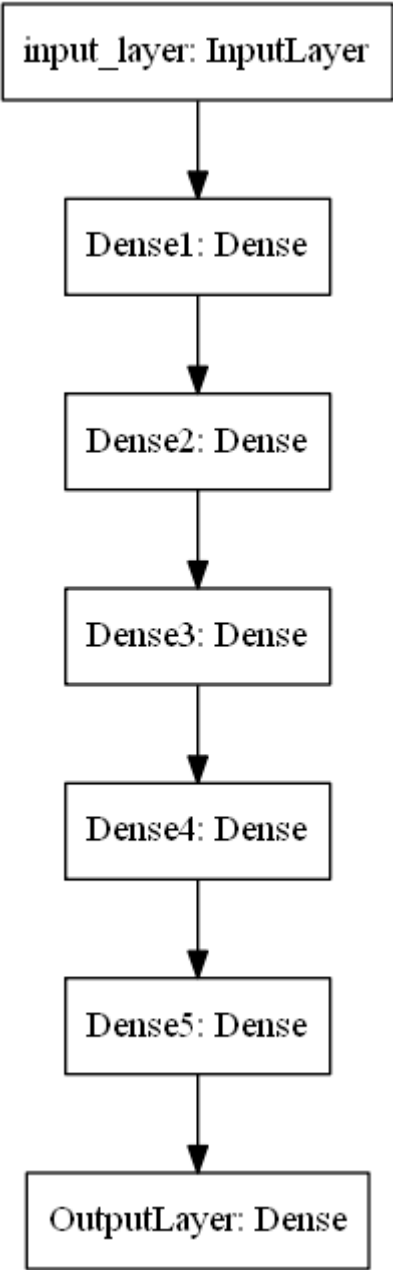 input_layer: InputLayer
Dense1: Dense
Dense2: Dense
Dense3: Dense
Dense4: Dense
Dense5: Dense
OutputLayer: Dense